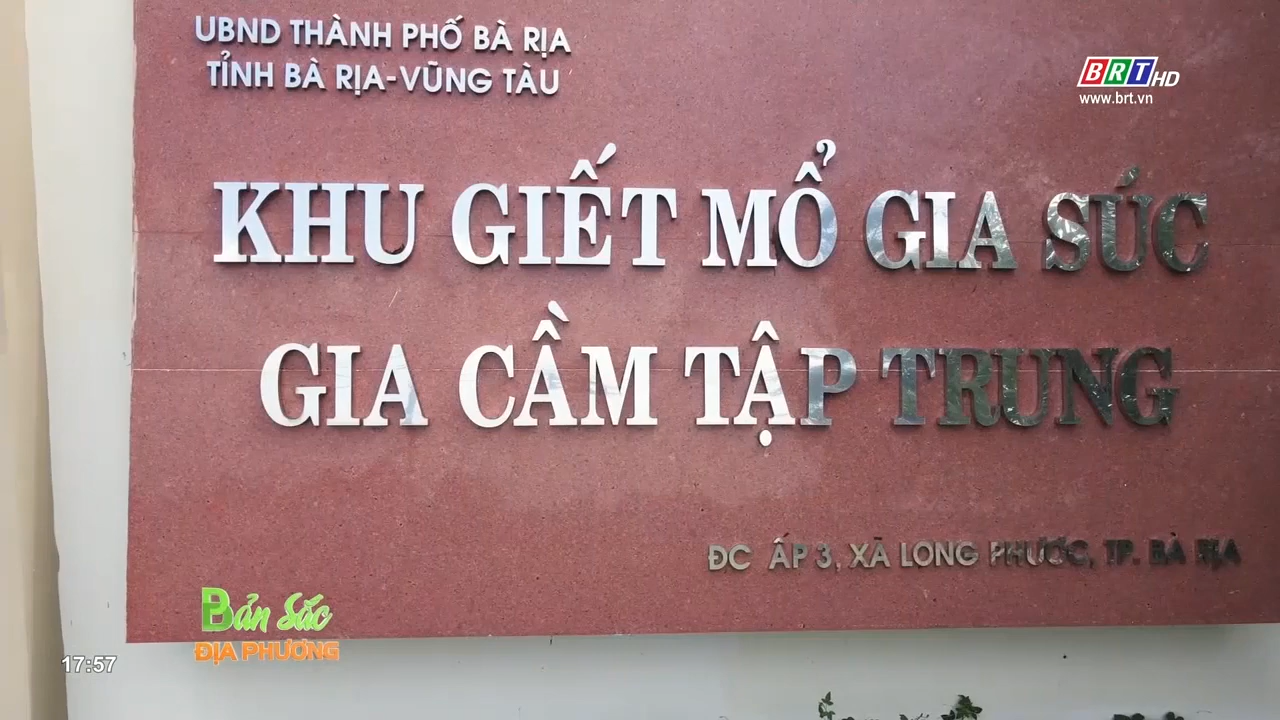 UBND THÀNH PHỐ BÀ RỊA
TỈNH BÀ RỊA-VŨNG TÀU
BRT HD
www.brt.vn
KHU GIẾT MỔ GIA SÚC
GIA CẦM TẬP TRUNG
ĐC ẤP 3, XÃ LONG PHƯỚC, TP. BÀ RỊA
Bản Sắc
ĐỊA PHƯƠNG
17:57